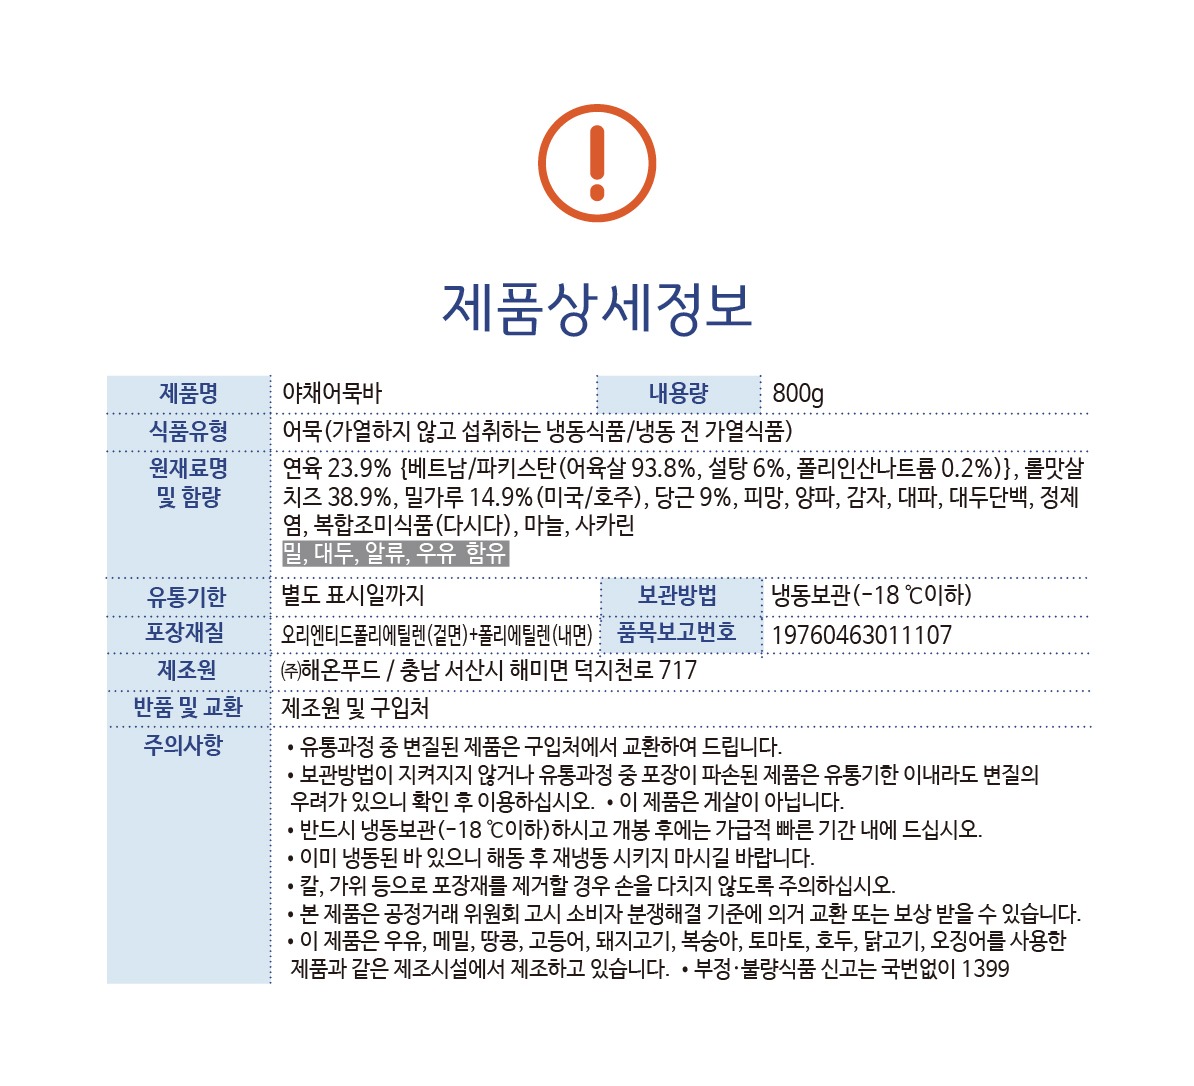 제품상세정보
제품명 야채어묵바 내용량 800g
식품유형 어묵(가열하지 않고 섭취하는 냉동식품/냉동 전 가열식품)
원재료명 연육 23.9% {베트남/파키스탄(어육살 93.8%, 설탕 6%, 폴리인산나트륨 0.2%)}, 롤맛살
및 함량 치즈 38.9%, 밀가루 14.9%(미국/호주), 당근 9%, 피망, 양파, 감자, 대파, 대두단백, 정제
염, 복합조미식품(다시다), 마늘, 사카린
밀, 대두, 알류, 우유 함유
유통기한 별도 표시일까지 보관방법 냉동보관(-18 ℃이하)
포장재질 오리엔티드폴리에틸렌(겉면)+폴리에틸렌(내면) 품목보고번호 19760463011107
제조원 ㈜해온푸드 / 충남 서산시 해미면 덕지천로 717
반품 및 교환 제조원 및 구입처
주의사항 • 유통과정 중 변질된 제품은 구입처에서 교환하여 드립니다.
• 보관방법이 지켜지지 않거나 유통과정 중 포장이 파손된 제품은 유통기한 이내라도 변질의
우려가 있으니 확인 후 이용하십시오. • 이 제품은 게살이 아닙니다.
• 반드시 냉동보관(-18 ℃이하)하시고 개봉 후에는 가급적 빠른 기간 내에 드십시오.
• 이미 냉동된 바 있으니 해동 후 재냉동 시키지 마시길 바랍니다.
• 칼, 가위 등으로 포장재를 제거할 경우 손을 다치지 않도록 주의하십시오.
• 본 제품은 공정거래 위원회 고시 소비자 분쟁해결 기준에 의거 교환 또는 보상 받을 수 있습니다.
• 이 제품은 우유, 메밀, 땅콩, 고등어, 돼지고기, 복숭아, 토마토, 호두, 닭고기, 오징어를 사용한
제품과 같은 제조시설에서 제조하고 있습니다. • 부정·불량식품 신고는 국번없이 1399